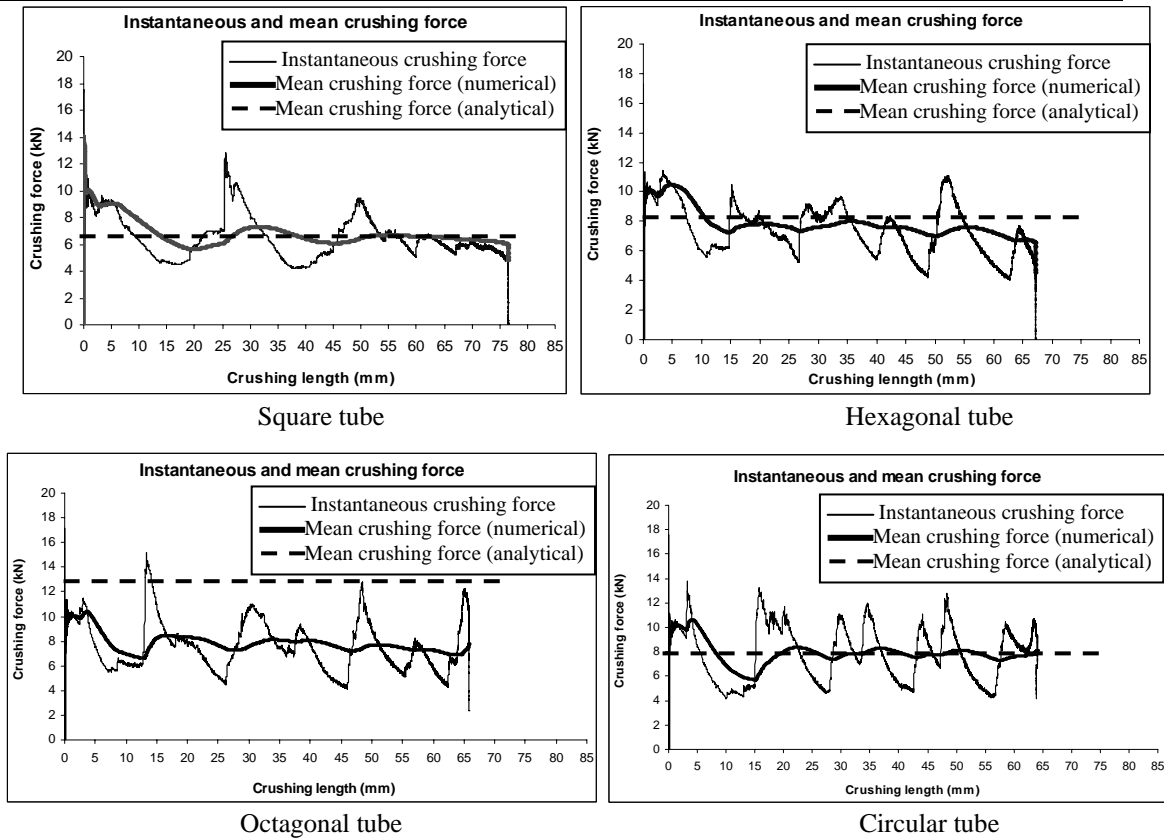 Instantaneous and mean crushing force
Instantaneous crushing force
Mean crushing force (numerical)
Mean crushing force (analytical)
Crushing force (kN)
20
18
16
14
12
10
8
6
4
2
0
0 5 10 15 20 25 30 35 40 45 50 55 60 65 70 75 80 85
Crushing length (mm)
Square tube
Instantaneous and mean crushing force
Instantaneous crushing force
Mean crushing force (numerical)
Mean crushing force (analytical)
Crushing force (kN)
20
18
16
14
12
10
8
6
4
2
0
0 5 10 15 20 25 30 35 40 45 50 55 60 65 70 75 80 85
Crushing lenngth (mm)
Hexagonal tube
Instantaneous and mean crushing force
Instantaneous crushing force
Mean crushing force (numerical)
Mean crushing force (analytical)
Crushing force (kN)
20
18
16
14
12
10
8
6
4
2
0
0 5 10 15 20 25 30 35 40 45 50 55 60 65 70 75 80 85
Crushing length (mm)
Octagonal tube
Instantaneous and mean crushing force
Instantaneous crushing force
Mean crushing force (numerical)
Mean crushing force (analytical)
Crushing force (kN)
20
18
16
14
12
10
8
6
4
2
0
0 5 10 15 20 25 30 35 40 45 50 55 60 65 70 75 80 85
Crushing length (mm)
Circular tube